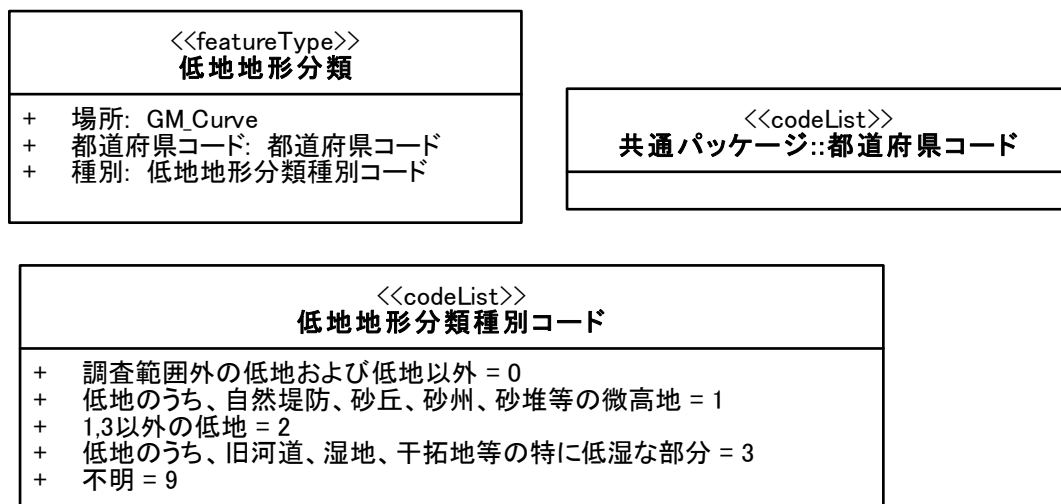 <<featureType>>
低地地形分類
+ 場所: GM_Curve
+ 都道府県コード: 都道府県コード
+ 種別: 低地地形分類種別コード
<<codeList>>
共通パッケージ::都道府県コード
<<codeList>>
低地地形分類種別コード
+ 調査範囲外の低地および低地以外 = 0
+ 低地のうち、自然堤防、砂丘、砂州、砂堆等の微高地 = 1
+ 1,3以外の低地 = 2
+ 低地のうち、旧河道、湿地、干拓地等の特に低湿な部分 = 3
+ 不明 = 9